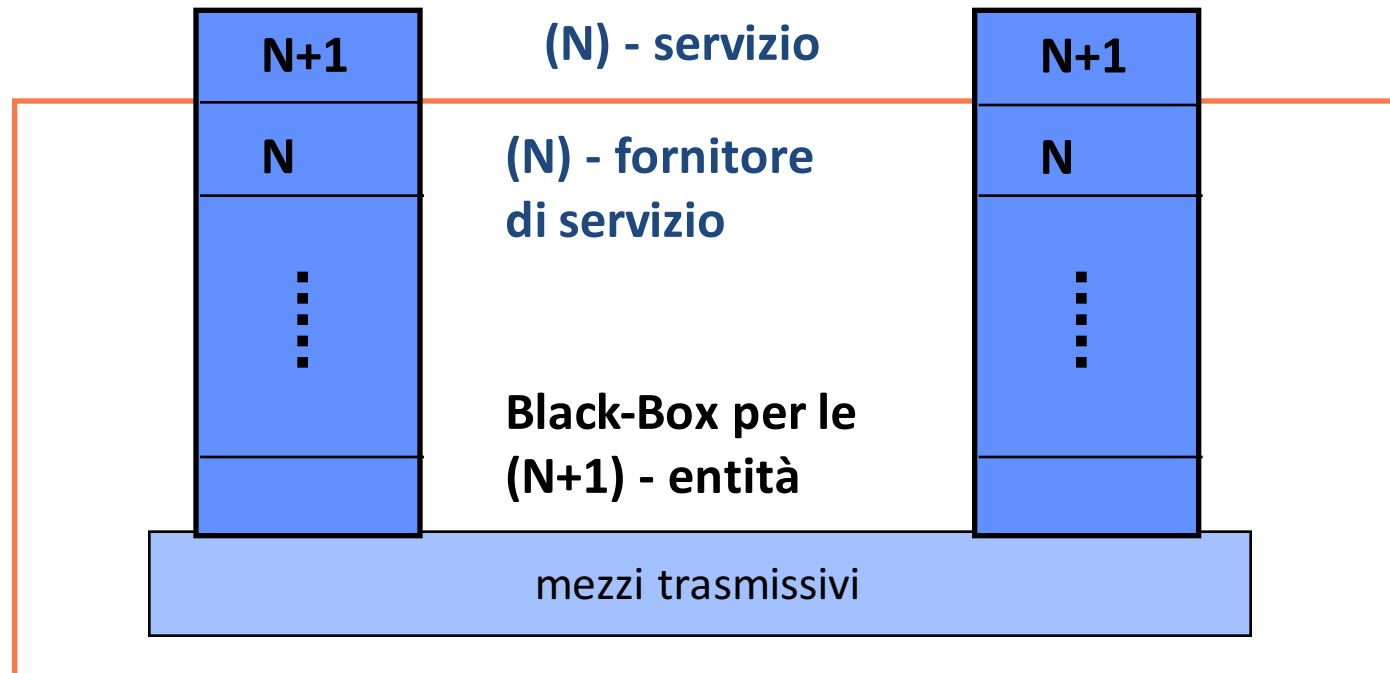 N+1
(N) - servizio
N+1
N
(N) - fornitore
di servizio
N
Black-Box per le
(N+1) - entità
mezzi trasmissivi